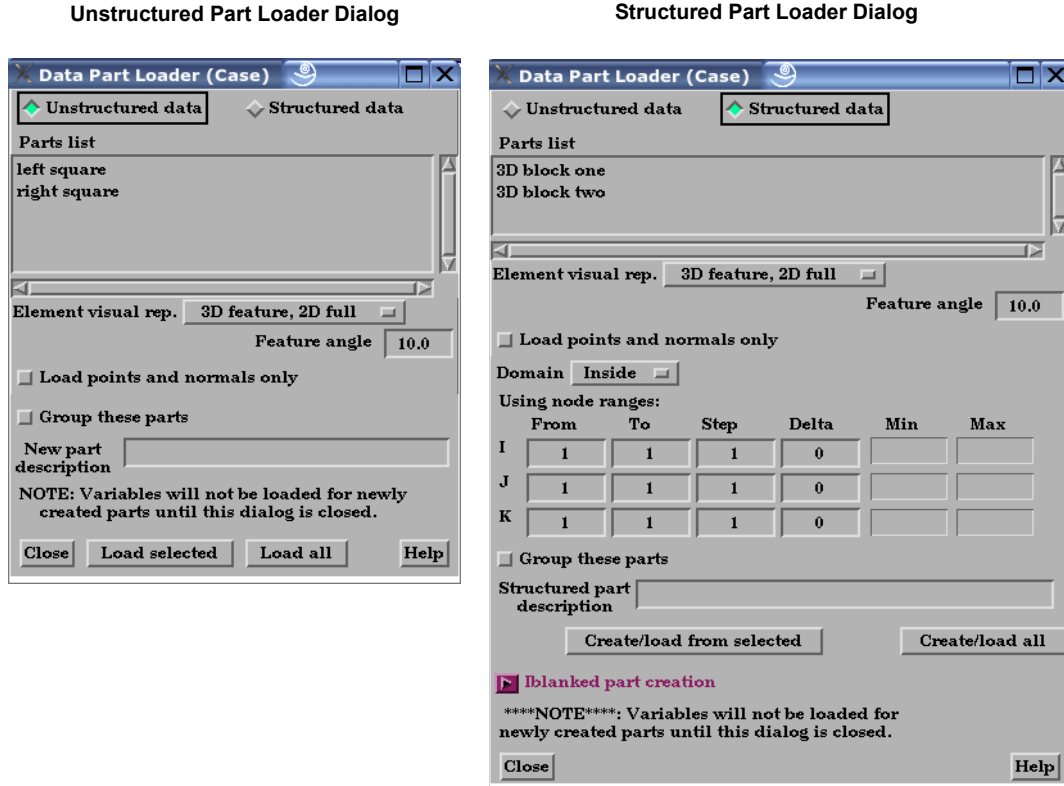 Unstructured Part Loader Dialog
Data Part Loader (Case)
Unstructured data Structured data
Parts list
left square
right square
Element visual rep. 3D feature, 2D full
Feature angle 10.0
Load points and normals only
Group these parts
New part
description
NOTE: Variables will not be loaded for newly
created parts until this dialog is closed.
Close Load selected Load all Help
Structured Part Loader Dialog
Data Part Loader (Case)
Unstructured data Structured data
Parts list
3D block one
3D block two
Element visual rep. 3D feature, 2D full
Feature angle 10.0
Load points and normals only
Domain Inside
Using node ranges:
From To Step Delta Min Max
I 1 1 1 0
J 1 1 1 0
K 1 1 1 0
Group these parts
Structured part
description
Create/load from selected Create/load all
Iblanked part creation
****NOTE****: Variables will not be loaded for
newly created parts until this dialog is closed.
Close Help